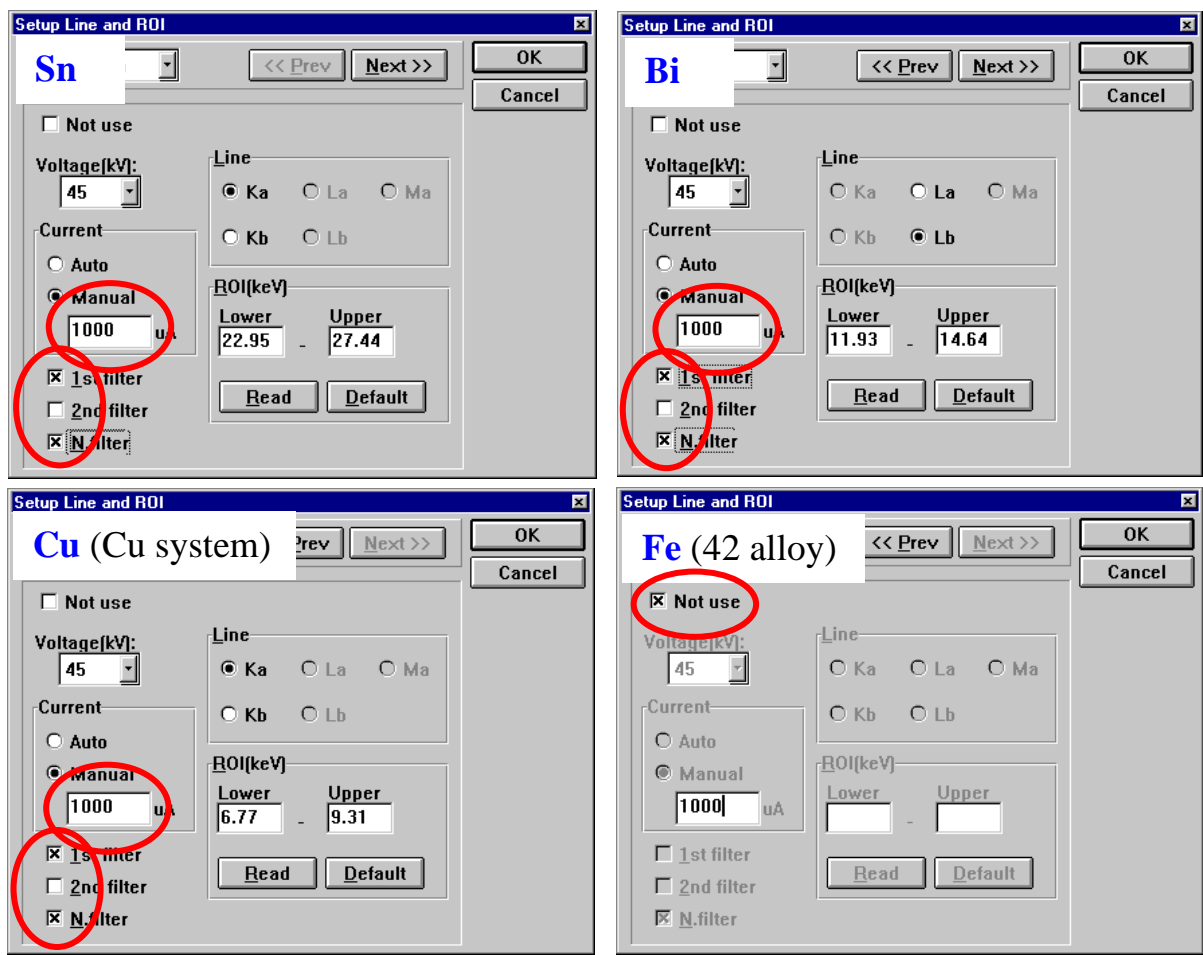 Setup Line and ROI
Sn
<< Prev Next >>
OK
Cancel
Not use
Voltage(kV):
45
Line
Ka La Ma
Kb Lb
Current
Auto
Manual
1000 uA
ROI(keV)
Lower Upper
22.95 - 27.44
1st filter
2nd filter
N.filter
Read Default
Setup Line and ROI
Bi
<< Prev Next >>
OK
Cancel
Not use
Voltage(kV):
45
Line
Ka La Ma
Kb Lb
Current
Auto
Manual
1000 uA
ROI(keV)
Lower Upper
11.93 - 14.64
1st filter
2nd filter
N.filter
Read Default
Setup Line and ROI
Cu (Cu system)
Prev Next >>
OK
Cancel
Not use
Voltage(kV):
45
Line
Ka La Ma
Kb Lb
Current
Auto
Manual
1000 uA
ROI(keV)
Lower Upper
6.77 - 9.31
1st filter
2nd filter
N.filter
Read Default
Setup Line and ROI
Fe (42 alloy)
<< Prev Next >>
OK
Cancel
Not use
Voltage(kV):
45
Line
Ka La Ma
Kb Lb
Current
Auto
Manual
1000 uA
ROI(keV)
Lower Upper
-
1st filter
2nd filter
N.filter
Read Default